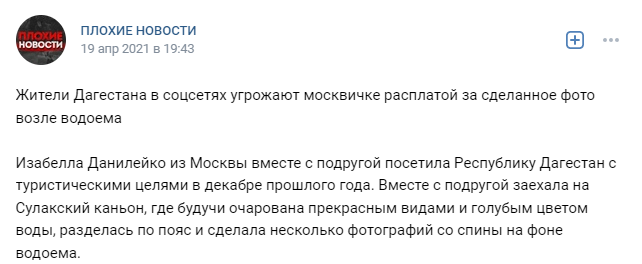 ПЛОХИЕ
НОВОСТИ
ПЛОХИЕ НОВОСТИ
19 апр 2021 в 19:43
Жители Дагестана в соцсетях угрожают москвичке расплатой за сделанное фото
возле водоема
Изабелла Данилейко из Москвы вместе с подругой посетила Республику Дагестан с
туристическими целями в декабре прошлого года. Вместе с подругой заехала на
Сулакский каньон, где будучи очарована прекрасным видами и голубым цветом
воды, разделась по пояс и сделала несколько фотографий со спины на фоне
водоема.